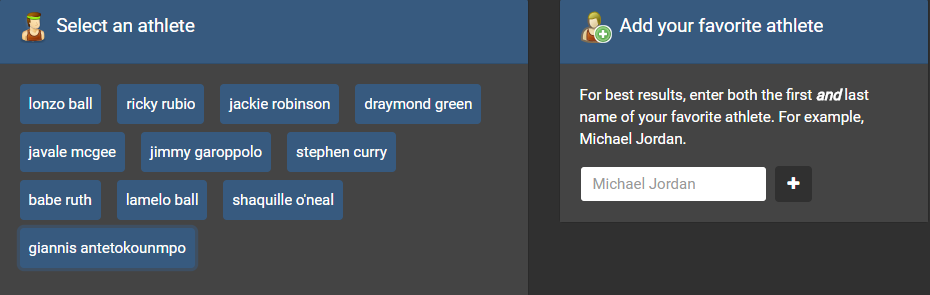 Select an athlete
lonzo ball
ricky rubio
jackie robinson
draymond green
javale mcgee
jimmy garoppolo
stephen curry
babe ruth
lamelo ball
shaquille o'neal
giannis antetokounmpo
Add your favorite athlete
For best results, enter both the first and last
name of your favorite athlete. For example,
Michael Jordan.
Michael Jordan